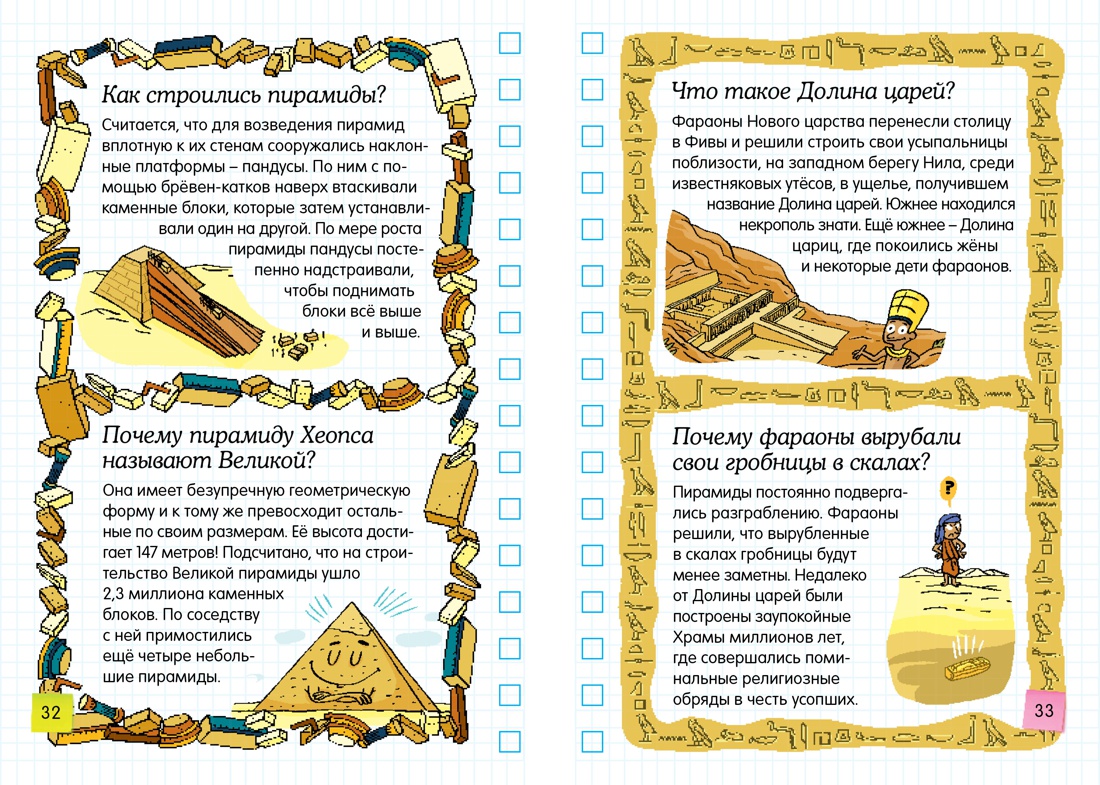 Как строились пирамиды?
Считается, что для возведения пирамид
вплотную к их стенам сооружались наклон-
ные платформы – пандусы. По ним с по-
мощью брёвен-катков наверх втаскивали
каменные блоки, которые затем устанавли-
вали один на другой. По мере роста
пирамиды пандусы посте-
пенно надстраивали,
чтобы поднимать
блоки всё выше
и выше.
Почему пирамиду Хеопса
называют Великой?
Она имеет безупречную геометрическую
форму и к тому же превосходит осталь-
ные по своим размерам. Её высота дости-
гает 147 метров! Подсчитано, что на строи-
тельство Великой пирамиды ушло
2,3 миллиона каменных
блоков. По соседству
с ней примостились
ещё четыре неболь-
шие пирамиды.
32
Что такое Долина царей?
Фараоны Нового царства перенесли столицу
в Фивы и решили строить свои усыпальницы
поблизости, на западном берегу Нила, среди
известняковых утёсов, в ущелье, получившем
название Долина царей. Южнее находился
некрополь знати. Ещё южнее – Долина
цариц, где покоились жёны
и некоторые дети фараонов.
Почему фараоны вырубали
свои гробницы в скалах?
Пирамиды постоянно подверга-
лись разграблению. Фараоны
решили, что вырубленные
в скалах гробницы будут
менее заметны. Недалеко
от Долины царей были
построены заупокойные
Храмы миллионов лет,
где совершались поми-
нальные религиозные
обряды в честь усопших.
?
33